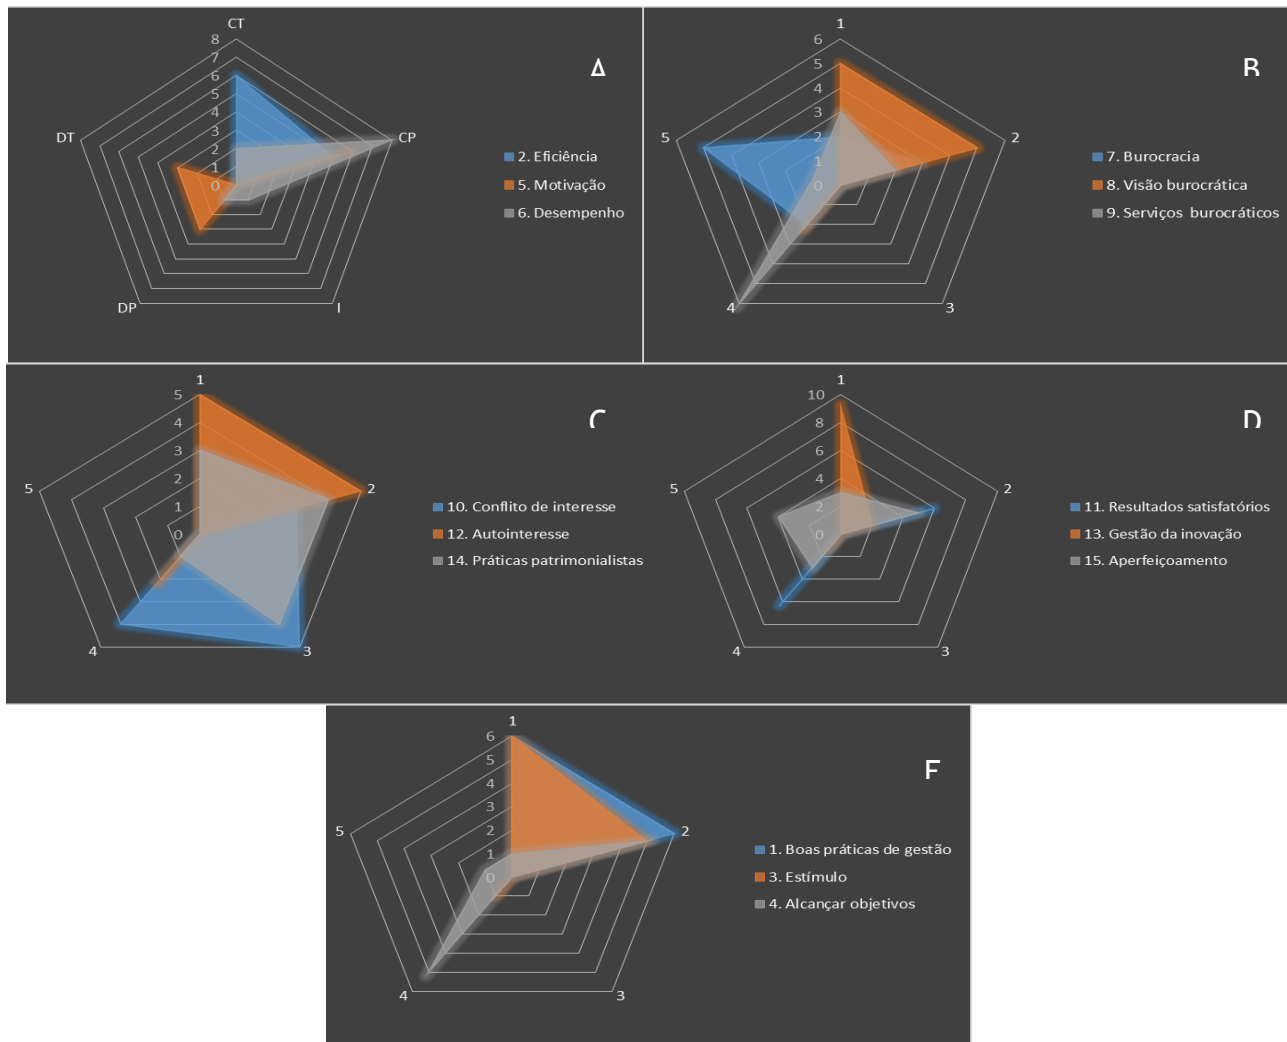 CT
8
7
6
5
4
3
2
1
0
CP
I
DP
DT
A
2. Eficiência
5. Motivação
6. Desempenho
1
6
5
4
3
2
1
0
2
3
4
5
B
7. Burocracia
8. Visão burocrática
9. Serviços burocráticos
1
5
4
3
2
1
0
2
3
4
5
C
10. Conflito de interesse
12. Autointeresse
14. Práticas patrimonialistas
1
10
8
6
4
2
0
2
3
4
5
D
11. Resultados satisfatórios
13. Gestão da inovação
15. Aperfeiçoamento
1
6
5
4
3
2
1
0
2
3
4
5
1. Boas práticas de gestão
3. Estímulo
4. Alcançar objetivos